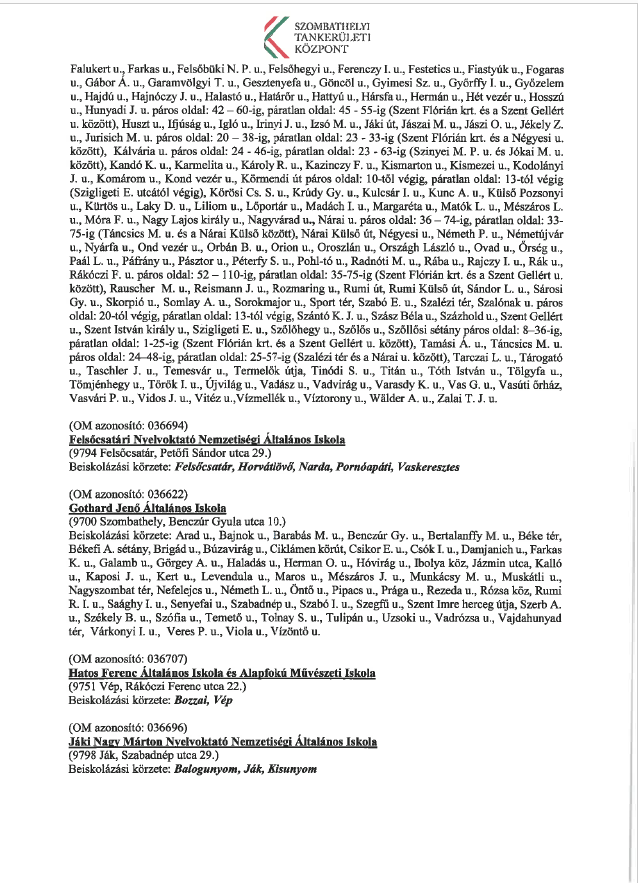 SZOMBATHELYI
TANKERÜLETI
KÖZPONT
Falukert u., Farkas u., Felsőbüki N. P. u., Felsőhegyi u., Ferenczy I. u., Festetics u., Fiastyúk u., Fogaras
u., Gábor Á. u., Garamvölgyi T. u., Gesztenyefa u., Göncöl u., Gyimesi Sz. u., Győrffy I. u., Győzelem
u., Hajdú u., Hajnóczy J. u., Halastó u., Határőr u., Hattyú u., Hársfa u., Hermán u., Hét vezér u., Hosszú
u., Hunyadi J. u. páros oldal: 42 – 60-ig, páratlan oldal: 45 - 55-ig (Szent Flórián krt. és a Szent Gellért
u. között), Huszt u., Ifjúság u., Igló u., Irinyi J. u., Izsó M. u., Jáki út, Jászai M. u., Jászi O. u., Jékely Z.
u., Jurisich M. u. páros oldal: 20 – 38-ig, páratlan oldal: 23 - 33-ig (Szent Flórián krt. és a Négyesi u.
között), Kálvária u. páros oldal: 24 - 46-ig, páratlan oldal: 23 - 63-ig (Szinyei M. P. u. és Jókai M. u.
között), Kandó K. u., Karmelita u., Károly R. u., Kazinczy F. u., Kismarton u., Kismezei u., Kodolányi
J. u., Komárom u., Kond vezér u., Körmendi út páros oldal: 10-től végig, páratlan oldal: 13-tól végig
(Szigligeti E. utcától végig), Kőrösi Cs. S. u., Krúdy Gy. u., Kulcsár I. u., Kunc A. u., Külső Pozsonyi
u., Kürtös u., Laky D. u., Liliom u., Lőportár u., Madách I. u., Margaréta u., Matók L. u., Mészáros L.
u., Móra F. u., Nagy Lajos király u., Nagyvárad u., Nárai u. páros oldal: 36 – 74-ig, páratlan oldal: 33-
75-ig (Táncsics M. u. és a Nárai Külső között), Nárai Külső út, Négyesi u., Németh P. u., Németújvár
u., Nyárfa u., Ond vezér u., Orbán B. u., Orion u., Oroszlán u., Országh László u., Ovad u., Őrség u.,
Paál L. u., Páfrány u., Pásztor u., Péterfy S. u., Pohl-tó u., Radnóti M. u., Rába u., Rajczy I. u., Rák u.,
Rákóczi F. u. páros oldal: 52 – 110-ig, páratlan oldal: 35-75-ig (Szent Flórián krt. és a Szent Gellért u.
között), Rauscher M. u., Reismann J. u., Rozmaring u., Rumi út, Rumi Külső út, Sándor L. u., Sárosi
Gy. u., Skorpió u., Somlay A. u., Sorokmajor u., Sport tér, Szabó E. u., Szalézi tér, Szalónak u. páros
oldal: 20-tól végig, páratlan oldal: 13-tól végig, Szántó K. J. u., Szász Béla u., Százhold u., Szent Gellért
u., Szent István király u., Szigligeti E. u., Szőlőhegy u., Szőlős u., Szőllősi sétány páros oldal: 8–36-ig,
páratlan oldal: 1-25-ig (Szent Flórián krt. és a Szent Gellért u. között), Tamási Á. u., Táncsics M. u.
páros oldal: 24–48-ig, páratlan oldal: 25-57-ig (Szalézi tér és a Nárai u. között), Tarczai L. u., Tárogató
u., Taschler J. u., Temesvár u., Termelők útja, Tinódi S. u., Titán u., Tóth István u., Tölgyfa u.,
Tömjénhegy u., Török I. u., Újvilág u., Vadász u., Vadvirág u., Varasdy K. u., Vas G. u., Vasúti őrház,
Vasvári P. u., Vidos J. u., Vitéz u.,Vízmellék u., Víztorony u., Wälder A. u., Zalai T. J. u.
(OM azonosító: 036694)
Felsőcsatári Nyelvoktató Nemzetiségi Általános Iskola
(9794 Felsőcsatár, Petőfi Sándor utca 29.)
Beiskolázási körzete: Felsőcsatár, Horvátlövő, Narda, Pornóapáti, Vaskeresztes
(OM azonosító: 036622)
Gothard Jenő Általános Iskola
(9700 Szombathely, Benczúr Gyula utca 10.)
Beiskolázási körzete: Arad u., Bajnok u., Barabás M. u., Benczúr Gy. u., Bertalanffy M. u., Béke tér,
Békefi A. sétány, Brigád u., Búzavirág u., Ciklámen körút, Csikor E. u., Csók I. u., Damjanich u., Farkas
K. u., Galamb u., Görgey A. u., Haladás u., Herman O. u., Hóvirág u., Ibolya köz, Jázmin utca, Kalló
u., Kaposi J. u., Kert u., Levendula u., Maros u., Mészáros J. u., Munkácsy M. u., Muskátli u.,
Nagyszombat tér, Nefelejcs u., Németh L. u., Öntő u., Pipacs u., Prága u., Rezeda u., Rózsa köz, Rumi
R. I. u., Saághy I. u., Senyefai u., Szabadnép u., Szabó I. u., Szegfű u., Szent Imre herceg útja, Szerb A.
u., Székely B. u., Szófia u., Temető u., Tolnay S. u., Tulipán u., Uzsoki u., Vadrózsa u., Vajdahunyad
tér, Várkonyi I. u., Veres P. u., Viola u., Vízöntő u.
(OM azonosító: 036707)
Hatos Ferenc Általános Iskola és Alapfokú Művészeti Iskola
(9751 Vép, Rákóczi Ferenc utca 22.)
Beiskolázási körzete: Bozzai, Vép
(OM azonosító: 036696)
Jáki Nagy Márton Nyelvoktató Nemzetiségi Általános Iskola
(9798 Ják, Szabadnép utca 29.)
Beiskolázási körzete: Balogunyom, Ják, Kisunyom